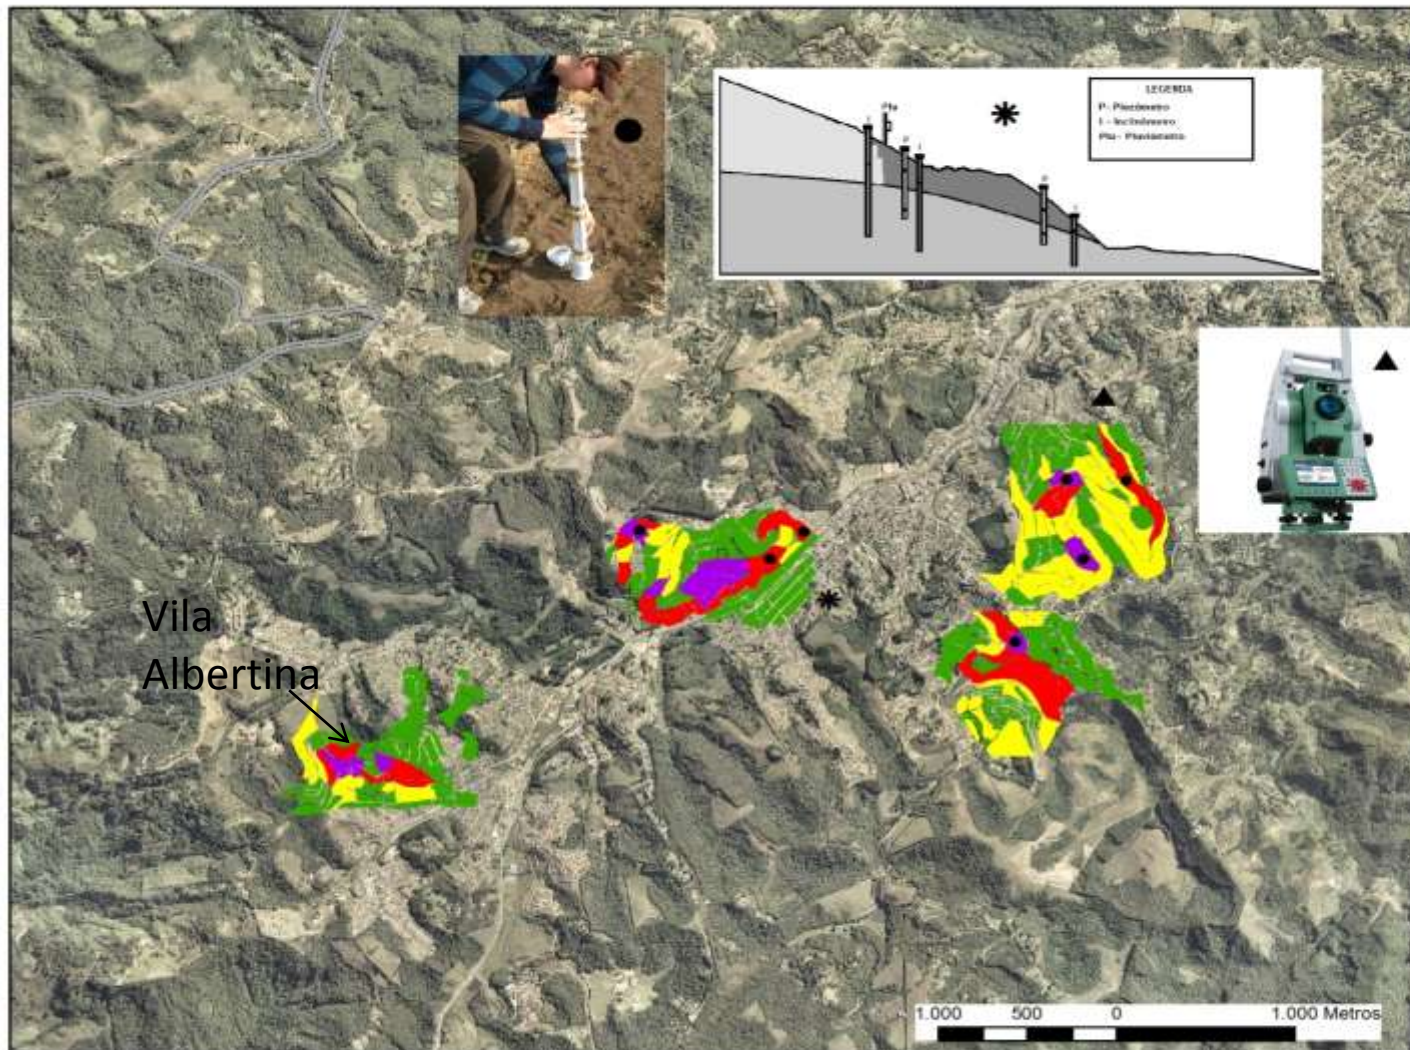 LEGENDA
P - Piezômetro
I - Inclinômetro
Plu - Pluviômetro
Plu
Vila
Albertina
1.000 500 0 1.000 Metros